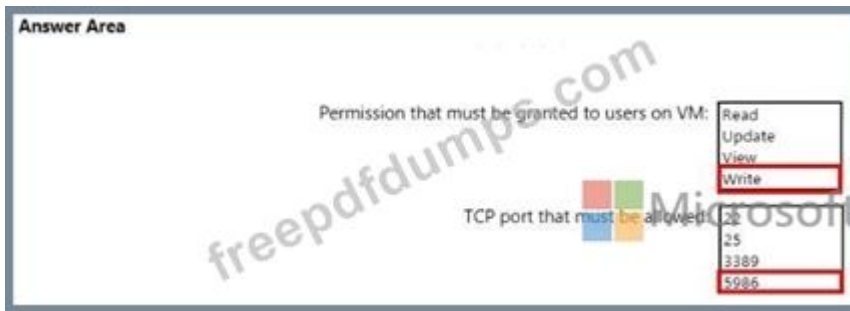 Answer Area
Permission that must be granted to users on VM:
Read
Update
View
Write
TCP port that must be allowed:
22
25
3389
5986
freepdfdumps.com
Microsoft